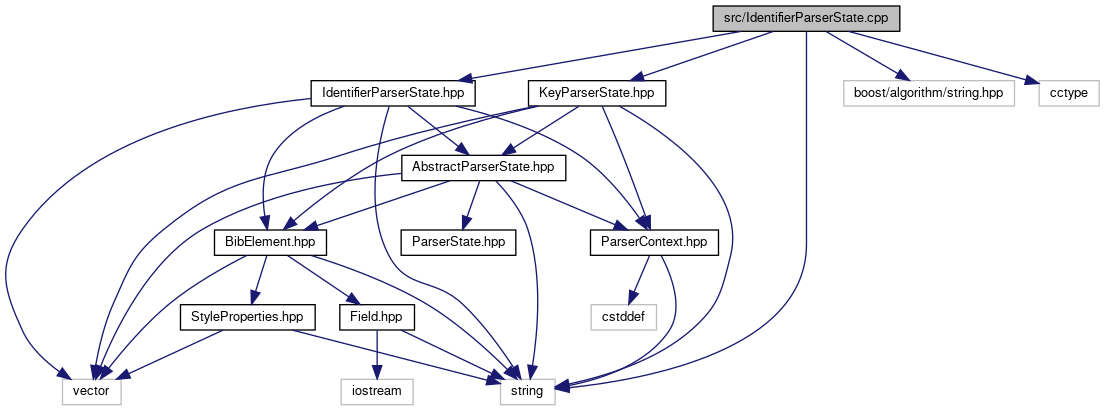 src/IdentifierParserState.cpp
IdentifierParserState.hpp
KeyParserState.hpp
boost/algorithm/string.hpp
cctype
AbstractParserState.hpp
BibElement.hpp
ParserState.hpp
ParserContext.hpp
StyleProperties.hpp
Field.hpp
cstddef
vector
iostream
string